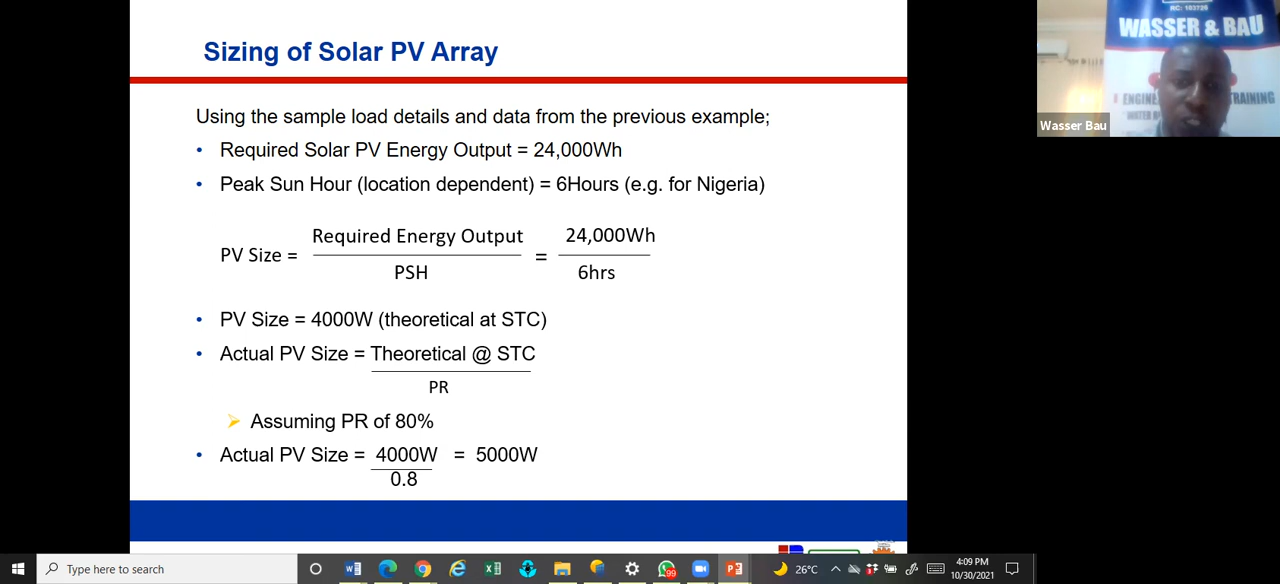 Sizing of Solar PV Array
Using the sample load details and data from the previous example;
• Required Solar PV Energy Output = 24,000Wh
• Peak Sun Hour (location dependent) = 6Hours (e.g. for Nigeria)
PV Size = Required Energy Output = 24,000Wh
PSH 6hrs
• PV Size = 4000W (theoretical at STC)
• Actual PV Size = Theoretical @ STC
PR
Assuming PR of 80%
• Actual PV Size = 4000W = 5000W
0.8
RC: 103726
WASSER & BAU
TRAINING
Wasser Bau
Type here to search
99
26°C
4:09 PM
10/30/2021